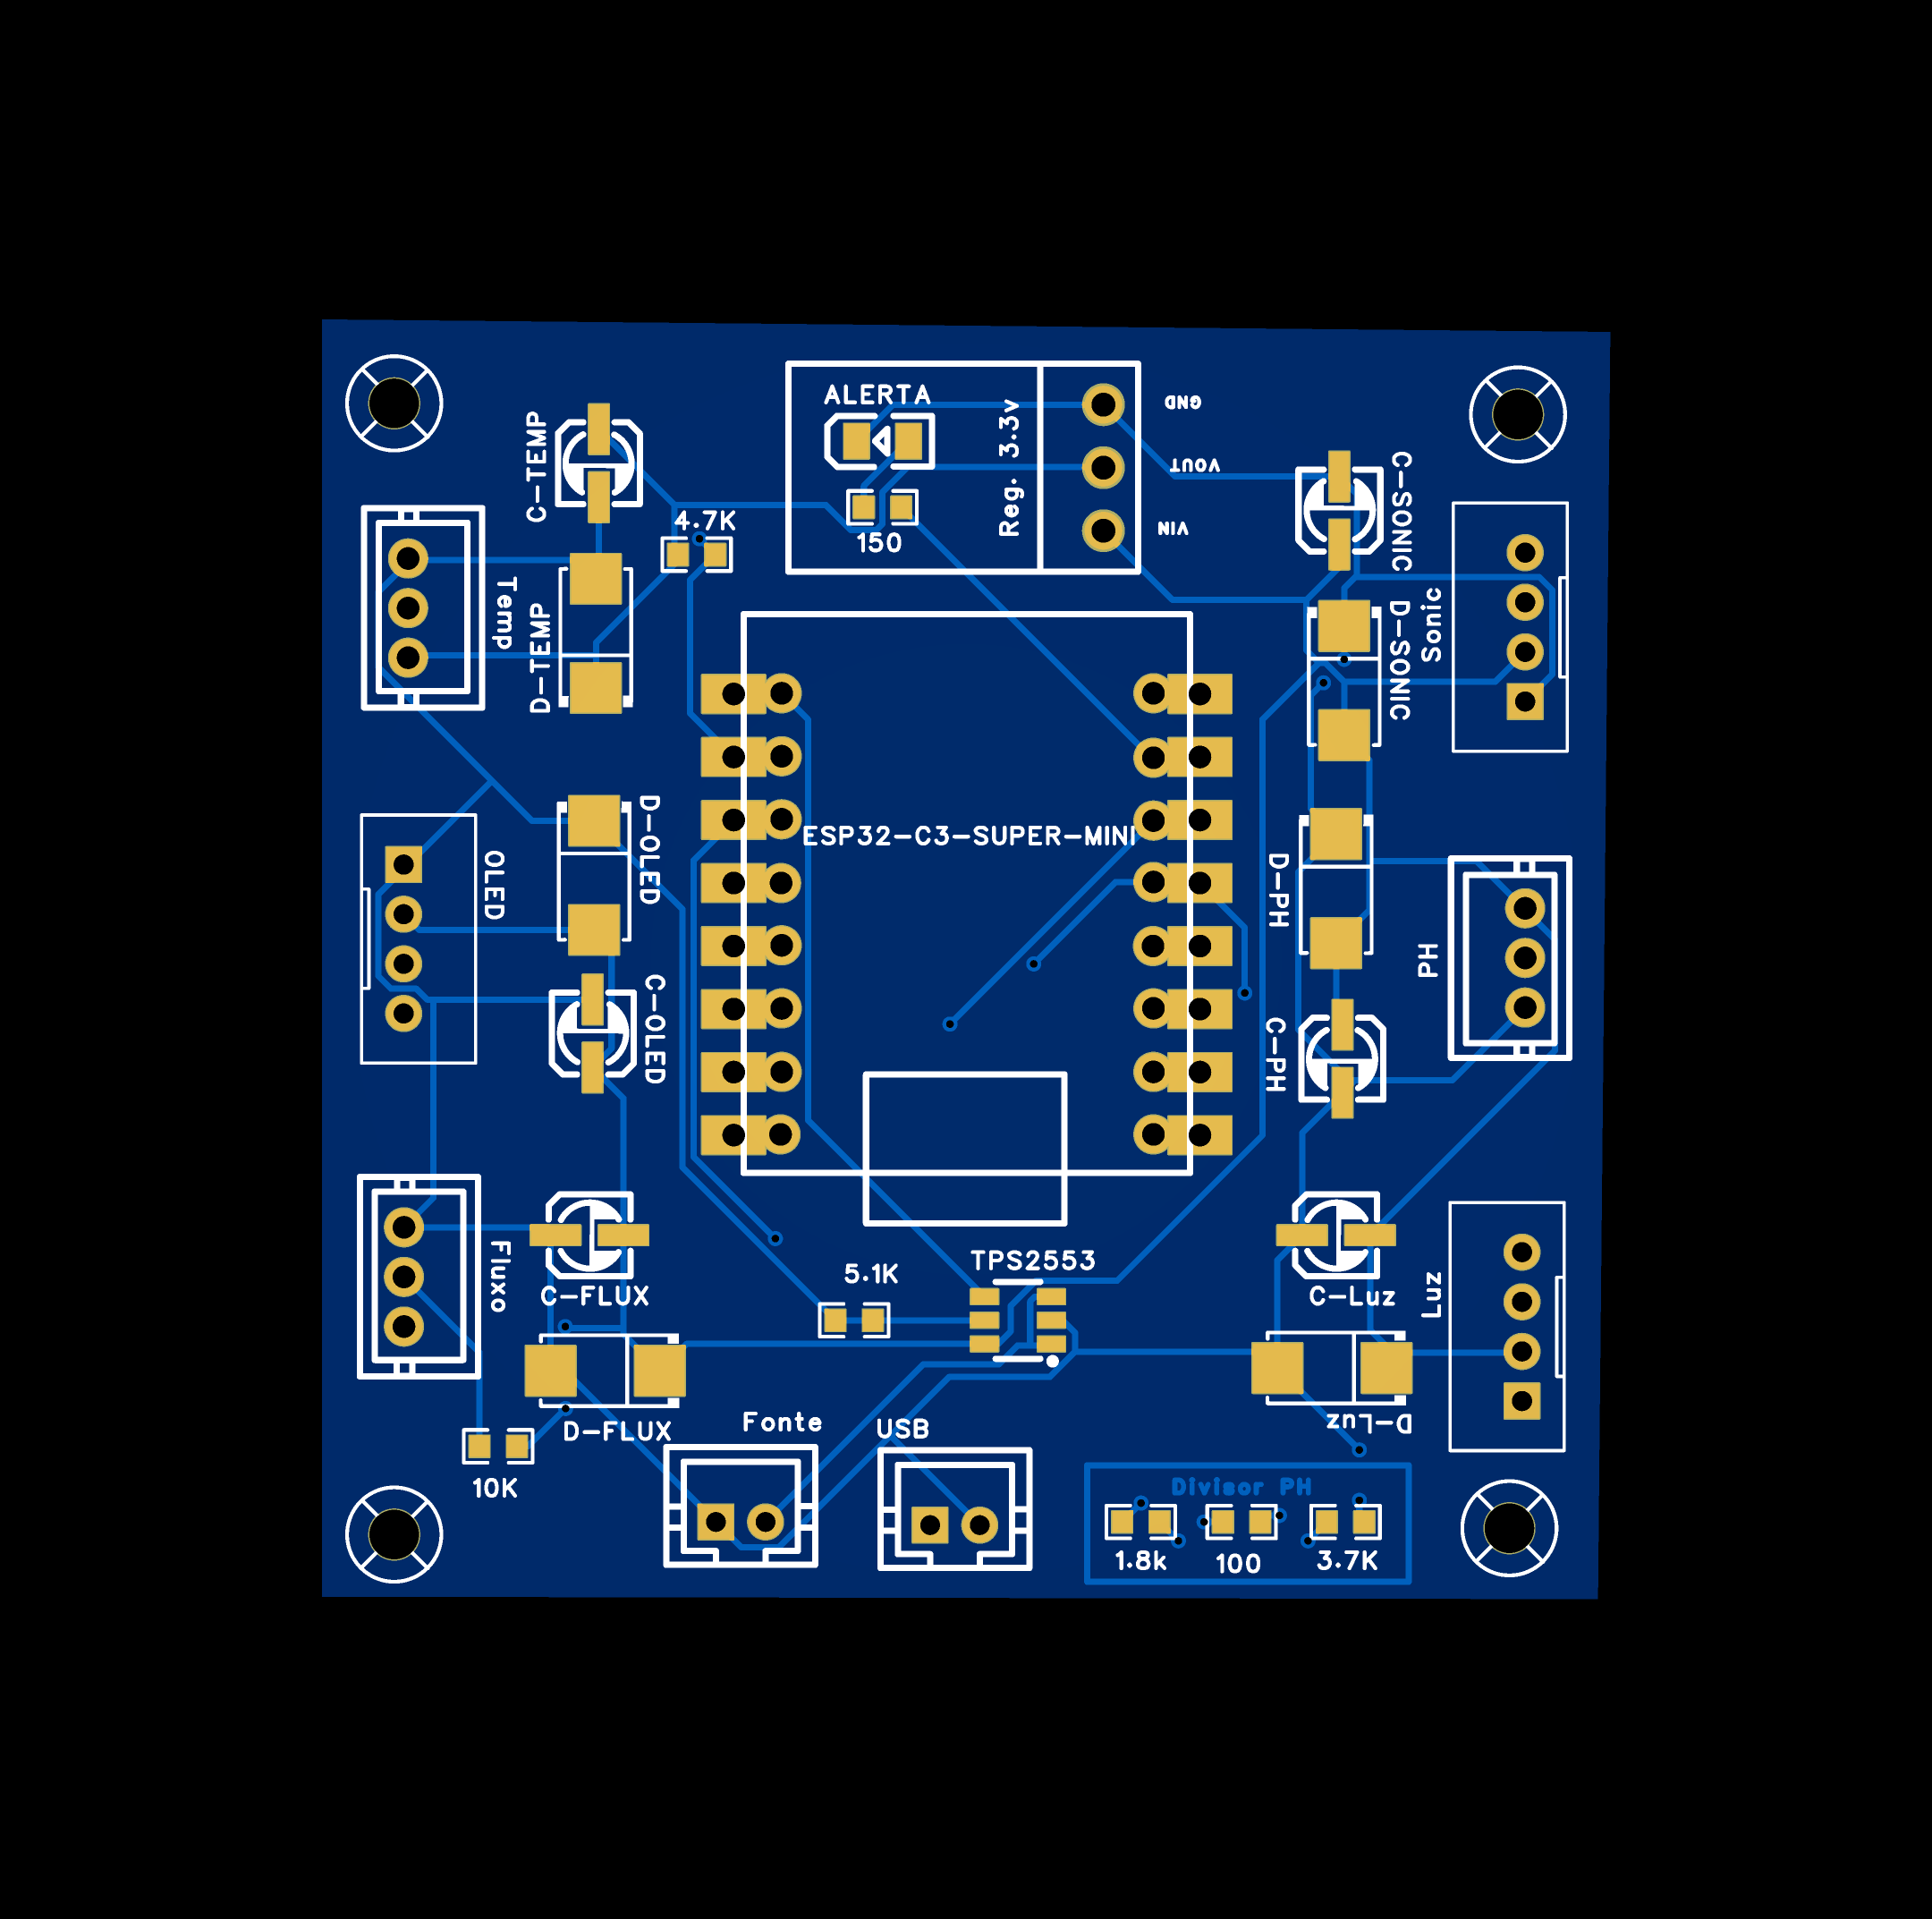 ALERTA
GND
C-TEMP
Reg. 3.3v
VOUT
C-SONIC
4.7K
150
VIN
Temp
D-TEMP
D-SONIC
Sonic
ESP32-C3-SUPER-MINI
D-OLED
OLED
D-PH
PH
C-OLED
C-PH
TPS2553
5.1K
Fluxo
C-FLUX
C-Luz
Luz
Fonte
USB
D-FLUX
D-Luz
10K
Divisor PH
1.8k
100
3.7K